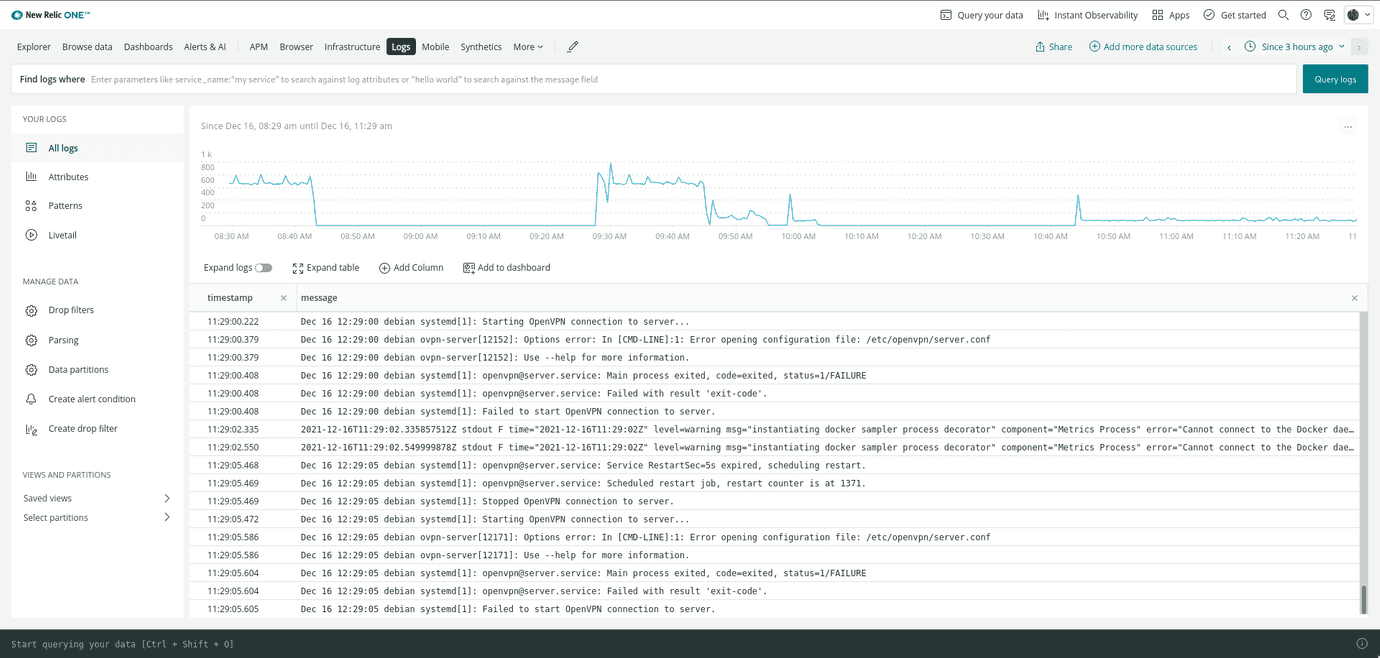 New Relic ONE™ Query your data Instant Observability Apps Get started
Explorer Browse data Dashboards Alerts & AI APM Browser Infrastructure Logs Mobile Synthetics More Share Add more data sources Since 3 hours ago
Find logs where Enter parameters like service_name:"my service" to search against log attributes or "hello world" to search against the message field Query logs
YOUR LOGS
All logs
Attributes
Patterns
Livetail
MANAGE DATA
Drop filters
Parsing
Data partitions
Create alert condition
Create drop filter
VIEWS AND PARTITIONS
Saved views
Select partitions
Since Dec 16, 08:29 am until Dec 16, 11:29 am
1 k
800
600
400
200
0
08:30 AM 08:40 AM 08:50 AM 09:00 AM 09:10 AM 09:20 AM 09:30 AM 09:40 AM 09:50 AM 10:00 AM 10:10 AM 10:20 AM 10:30 AM 10:40 AM 10:50 AM 11:00 AM 11:10 AM 11:20 AM 11
Expand logs Expand table Add Column Add to dashboard
timestamp message
11:29:00.222 Dec 16 12:29:00 debian systemd[1]: Starting OpenVPN connection to server...
11:29:00.379 Dec 16 12:29:00 debian ovpn-server[12152]: Options error: In [CMD-LINE]:1: Error opening configuration file: /etc/openvpn/server.conf
11:29:00.379 Dec 16 12:29:00 debian ovpn-server[12152]: Use --help for more information.
11:29:00.408 Dec 16 12:29:00 debian systemd[1]: openvpn@server.service: Main process exited, code=exited, status=1/FAILURE
11:29:00.408 Dec 16 12:29:00 debian systemd[1]: openvpn@server.service: Failed with result 'exit-code'.
11:29:00.408 Dec 16 12:29:00 debian systemd[1]: Failed to start OpenVPN connection to server.
11:29:02.335 2021-12-16T11:29:02.335857512Z stdout F time="2021-12-16T11:29:02Z" level=warning msg="instantiating docker sampler process decorator" component="Metrics Process" error="Cannot connect to the Docker dae…
11:29:02.550 2021-12-16T11:29:02.549999878Z stdout F time="2021-12-16T11:29:02Z" level=warning msg="instantiating docker sampler process decorator" component="Metrics Process" error="Cannot connect to the Docker dae…
11:29:05.468 Dec 16 12:29:05 debian systemd[1]: openvpn@server.service: Service RestartSec=5s expired, scheduling restart.
11:29:05.469 Dec 16 12:29:05 debian systemd[1]: openvpn@server.service: Scheduled restart job, restart counter is at 1371.
11:29:05.469 Dec 16 12:29:05 debian systemd[1]: Stopped OpenVPN connection to server.
11:29:05.472 Dec 16 12:29:05 debian systemd[1]: Starting OpenVPN connection to server...
11:29:05.586 Dec 16 12:29:05 debian ovpn-server[12171]: Options error: In [CMD-LINE]:1: Error opening configuration file: /etc/openvpn/server.conf
11:29:05.586 Dec 16 12:29:05 debian ovpn-server[12171]: Use --help for more information.
11:29:05.604 Dec 16 12:29:05 debian systemd[1]: openvpn@server.service: Main process exited, code=exited, status=1/FAILURE
11:29:05.604 Dec 16 12:29:05 debian systemd[1]: openvpn@server.service: Failed with result 'exit-code'.
11:29:05.605 Dec 16 12:29:05 debian systemd[1]: Failed to start OpenVPN connection to server.
Start querying your data [Ctrl + Shift + O]